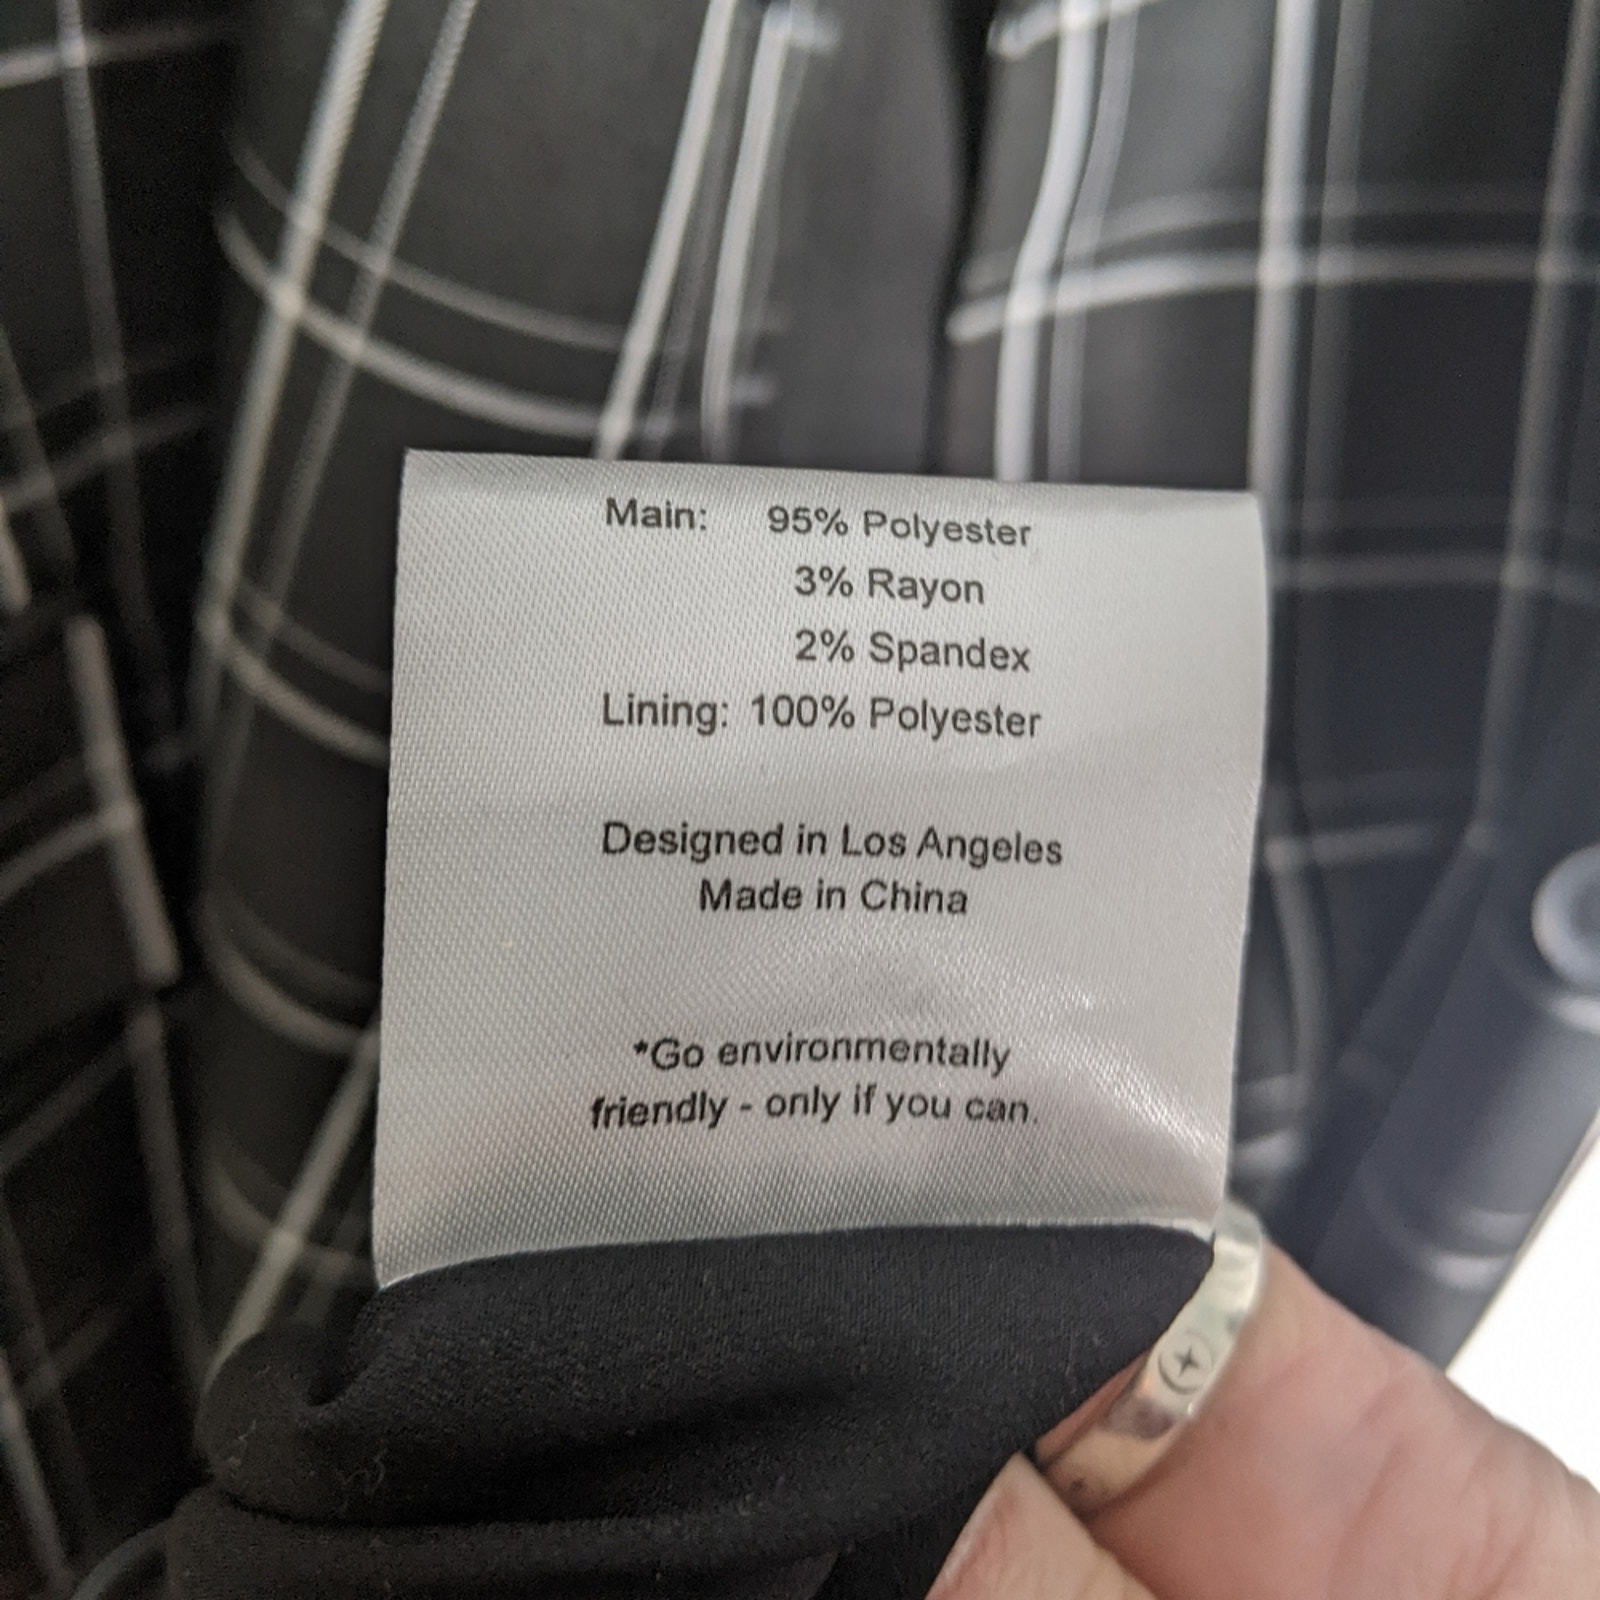 Main: 95% Polyester
3% Rayon
2% Spandex
Lining: 100% Polyester
Designed in Los Angeles
Made in China
*Go environmentally
friendly - only if you can.